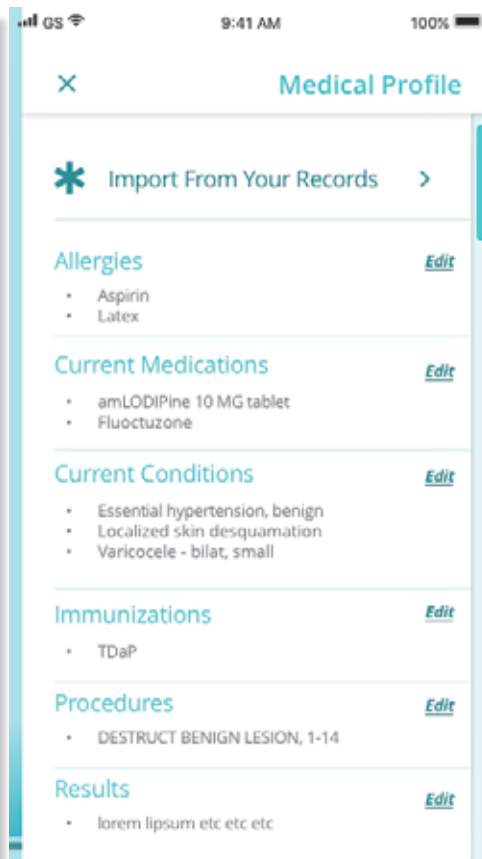 GS 9:41 AM 100%
× Medical Profile
Import From Your Records >
Allergies Edit
• Aspirin
• Latex
Current Medications Edit
• amLODIPine 10 MG tablet
• Fluoctuzone
Current Conditions Edit
• Essential hypertension, benign
• Localized skin desquamation
• Varicocele - bilat, small
Immunizations Edit
• TDaP
Procedures Edit
• DESTRUCT BENIGN LESION, 1-14
Results Edit
• lorem lipsum etc etc etc